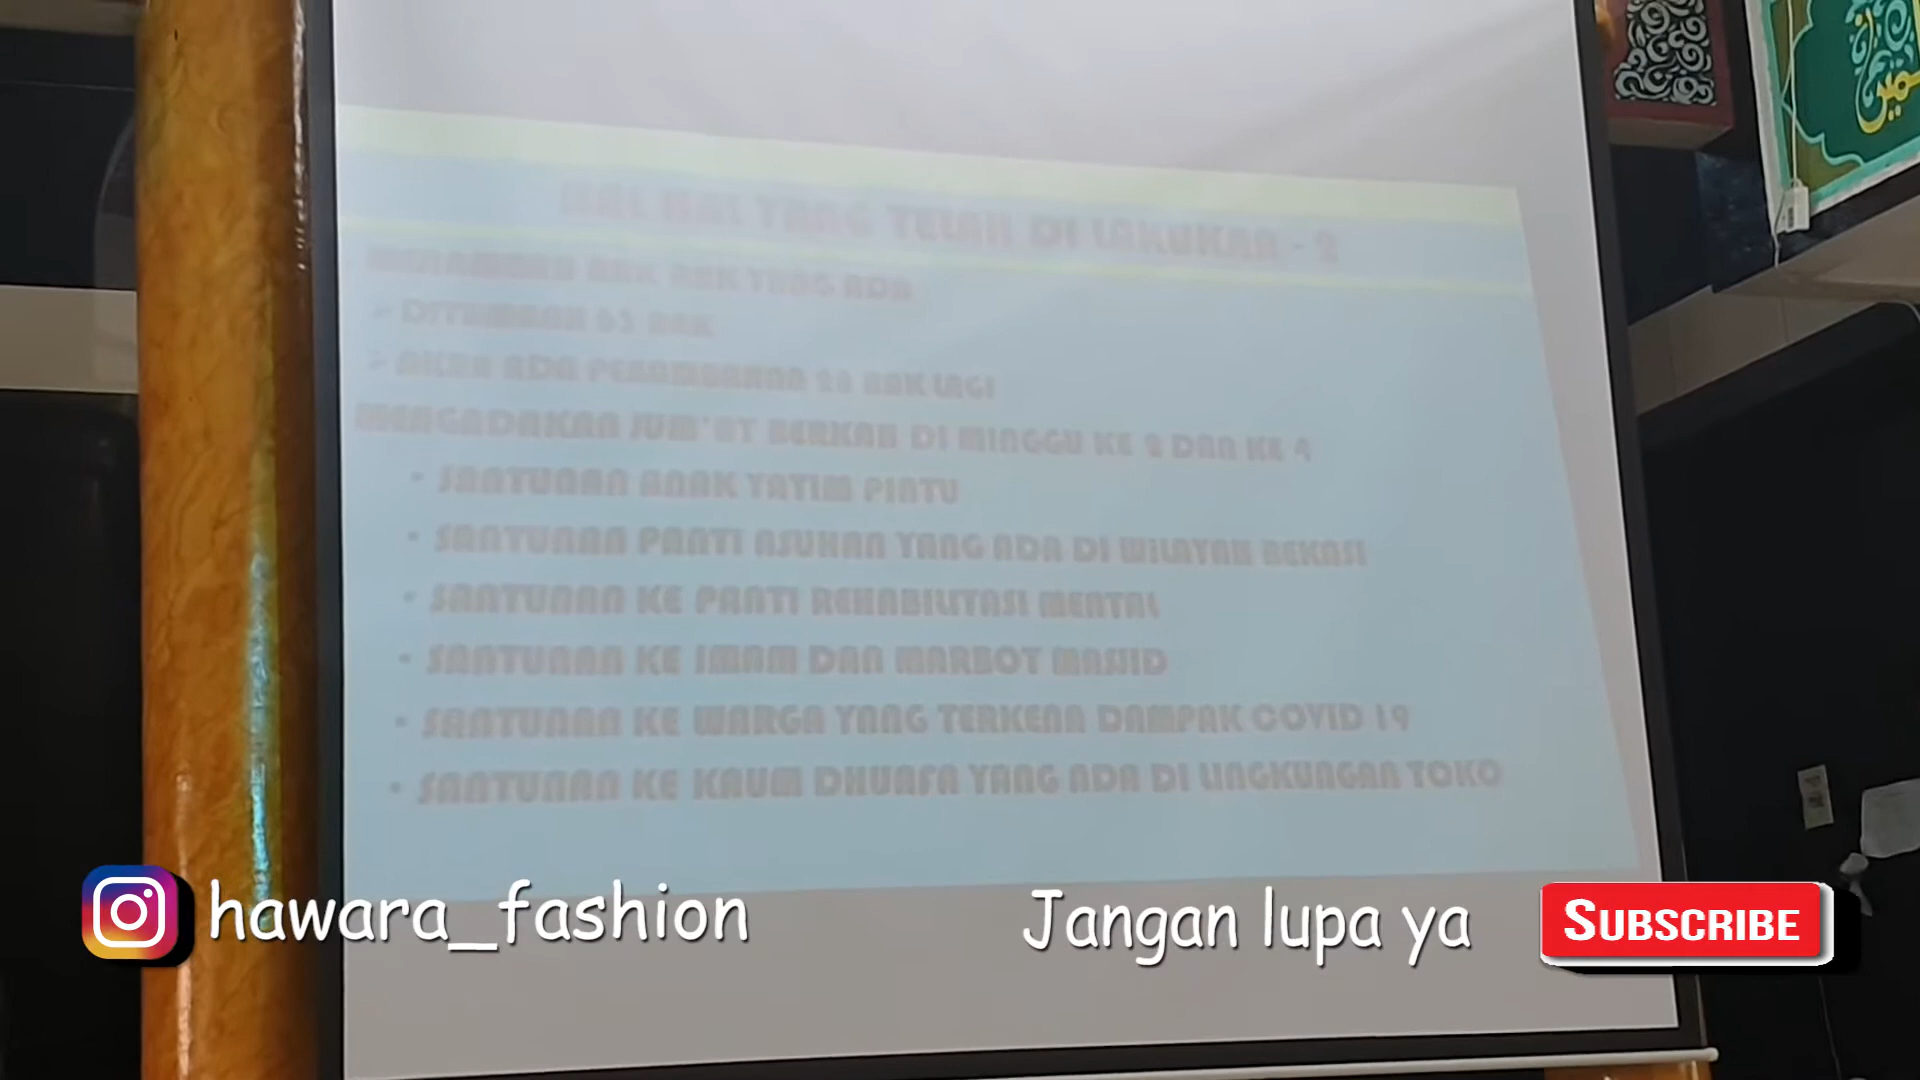 HAL HAL YANG TELAH DI LAKUKAN - 2
RAK YANG ADA
DITAMBAH RAK
AKAN ADA RAK LAGI
MENGADAKAN JUM'AT BERKAH DI MINGGU KE 2 DAN KE 4
• SANTUNAN ANAK YATIM PIATU
• SANTUNAN PANTI ASUHAN YANG ADA DI WILAYAH BEKASI
• SANTUNAN KE PANTI REHABILITASI MENTAL
• SANTUNAN KE IMAM DAN MARBOT MASJID
• SANTUNAN KE WARGA YANG TERKENA DAMPAK COVID 19
• SANTUNAN KE KAUM DHUAFA YANG ADA DI LINGKUNGAN TOKO
hawara_fashion
Jangan lupa ya
SUBSCRIBE